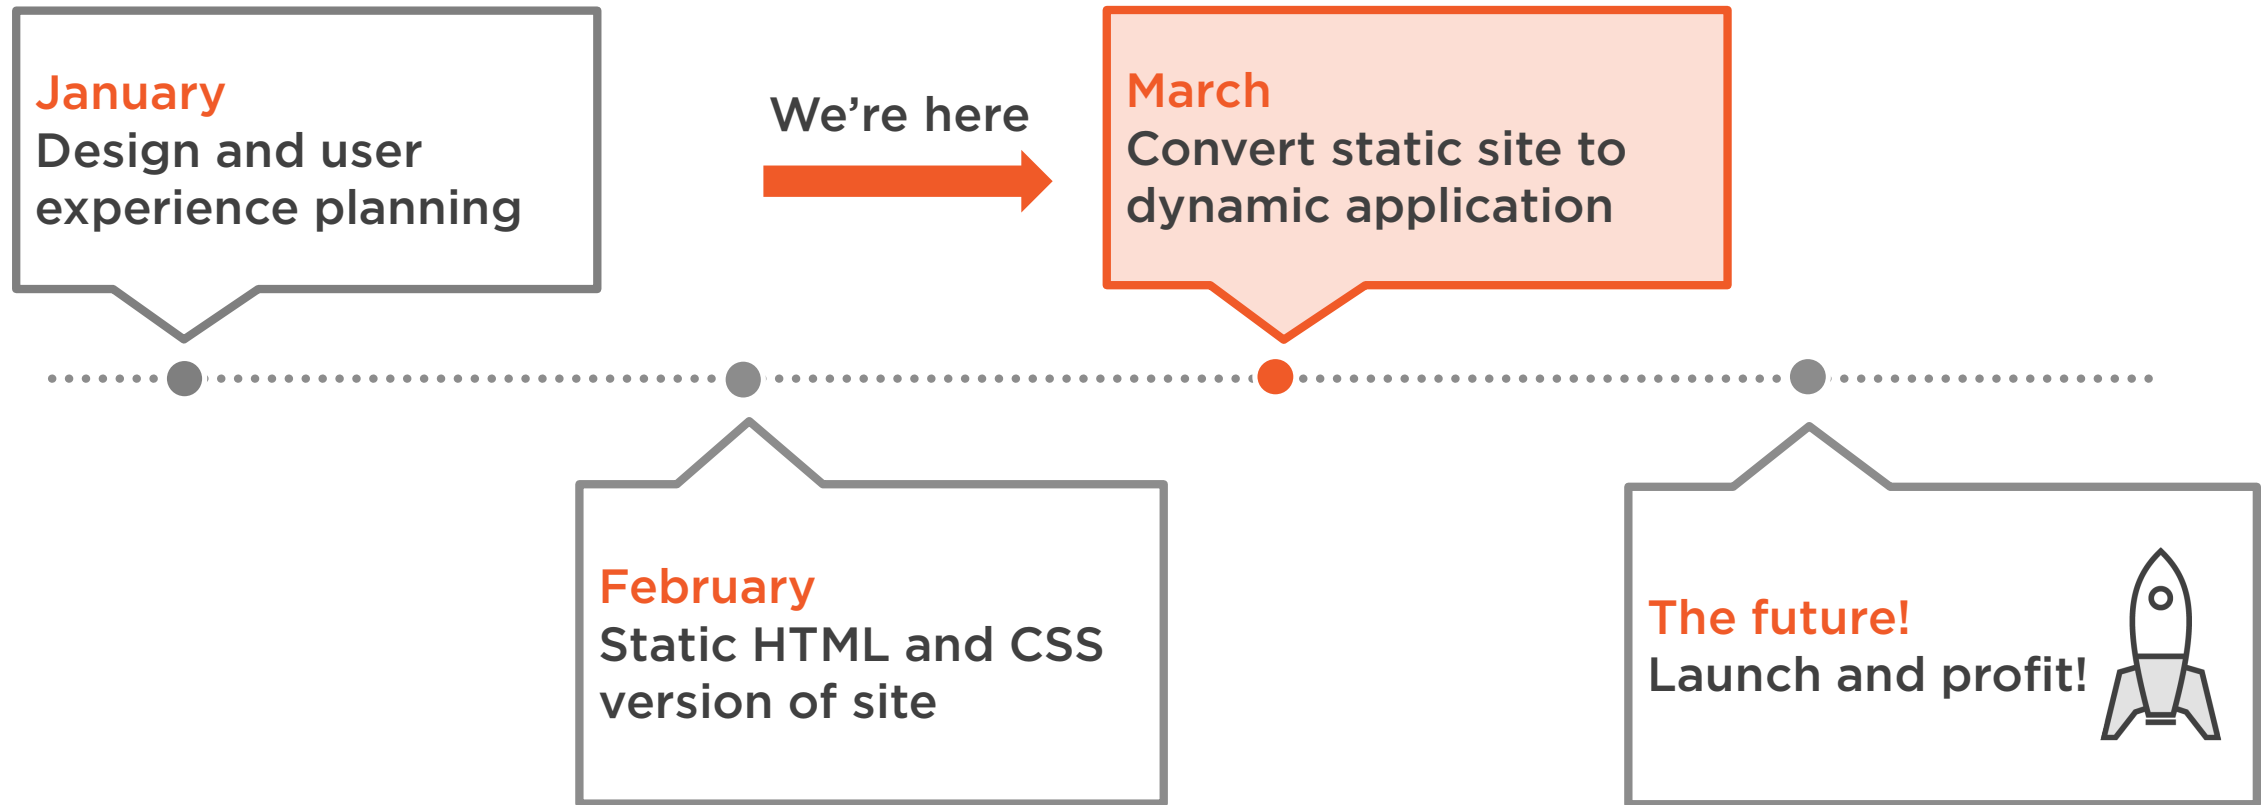 January
Design and user
experience planning
We’re here
March
Convert static site to
dynamic application
February
Static HTML and CSS
version of site
The future!
Launch and profit!